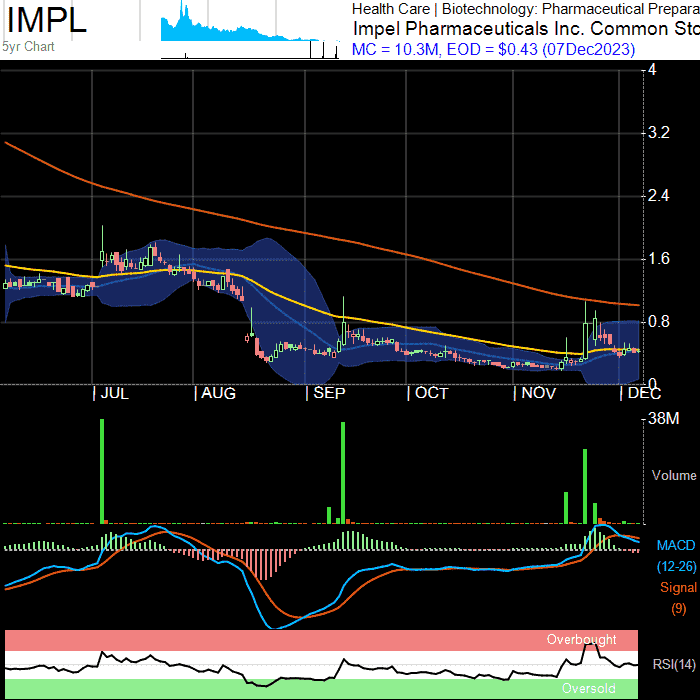 IMPL
5yr Chart
Health Care | Biotechnology: Pharmaceutical Prepara
Impel Pharmaceuticals Inc. Common Sto
MC = 10.3M, EOD = $0.43 (07Dec2023)
4
3.2
2.4
1.6
0.8
0
JUL AUG SEP OCT NOV DEC
38M
Volume
MACD
(12-26)
Signal
(9)
Overbought
RSI(14)
Oversold